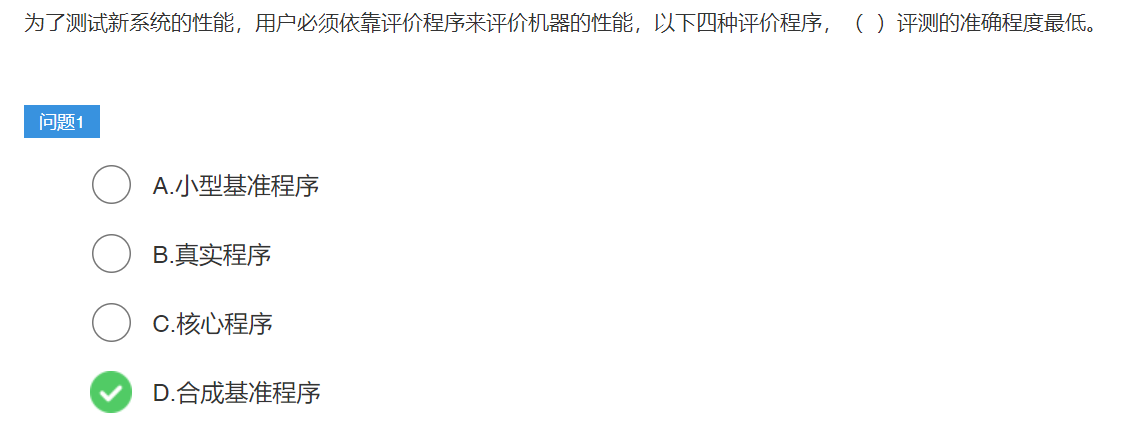 为了测试新系统的性能，用户必须依靠评价程序来评价机器的性能，以下四种评价程序，（ ）评测的准确程度最低。
问题1
A.小型基准程序
B.真实程序
C.核心程序
D.合成基准程序